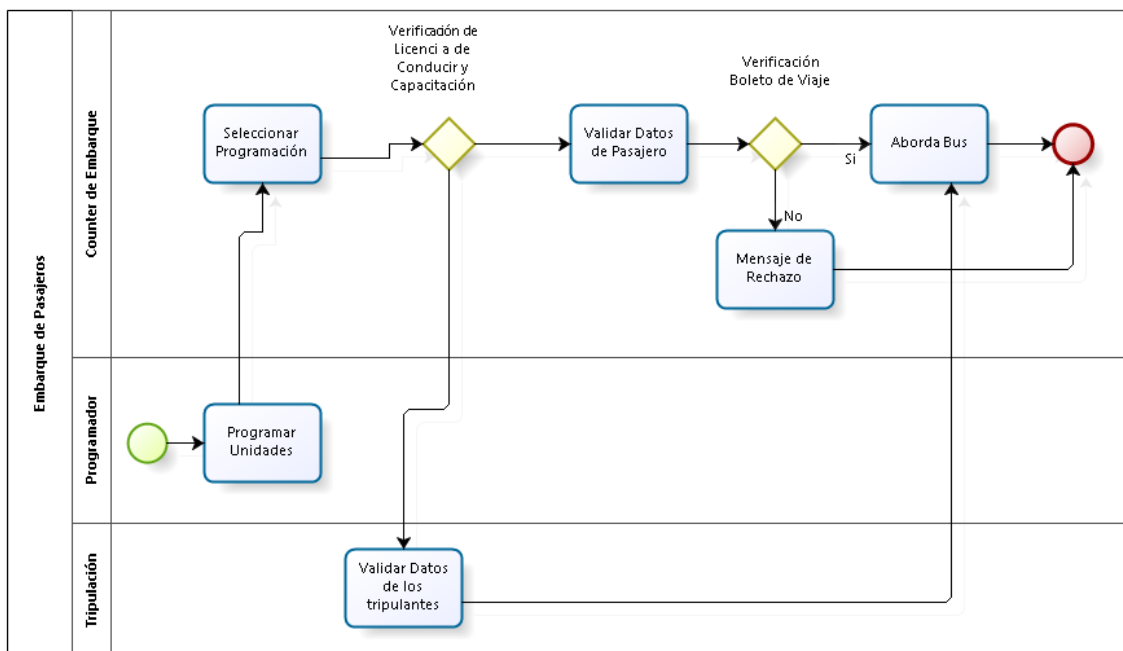 Embarque de Pasajeros
Counter de Embarque
Verificación de
Licenci a de
Conducir y
Capacitación
Verificación
Boleto de Viaje
Seleccionar
Programación
Validar Datos
de Pasajero
Si
Aborda Bus
No
Mensaje de
Rechazo
Programador
Programar
Unidades
Tripulación
Validar Datos
de los
tripulantes